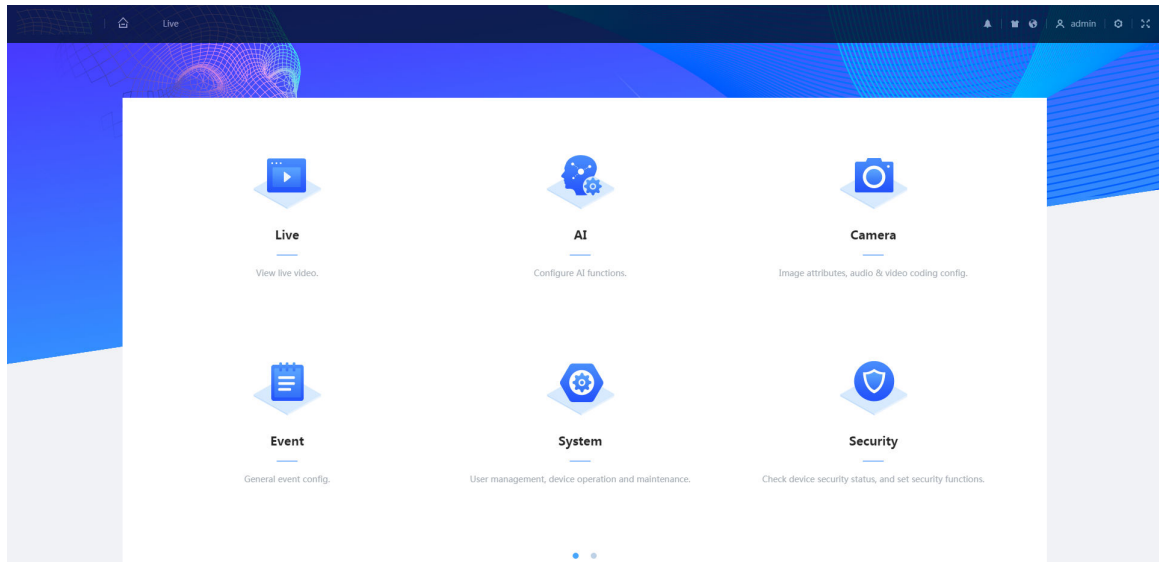 Live
admin
Live
AI
Camera
View live video.
Configure AI functions.
Image attributes, audio & video coding config.
Event
System
Security
General event config.
User management, device operation and maintenance.
Check device security status, and set security functions.